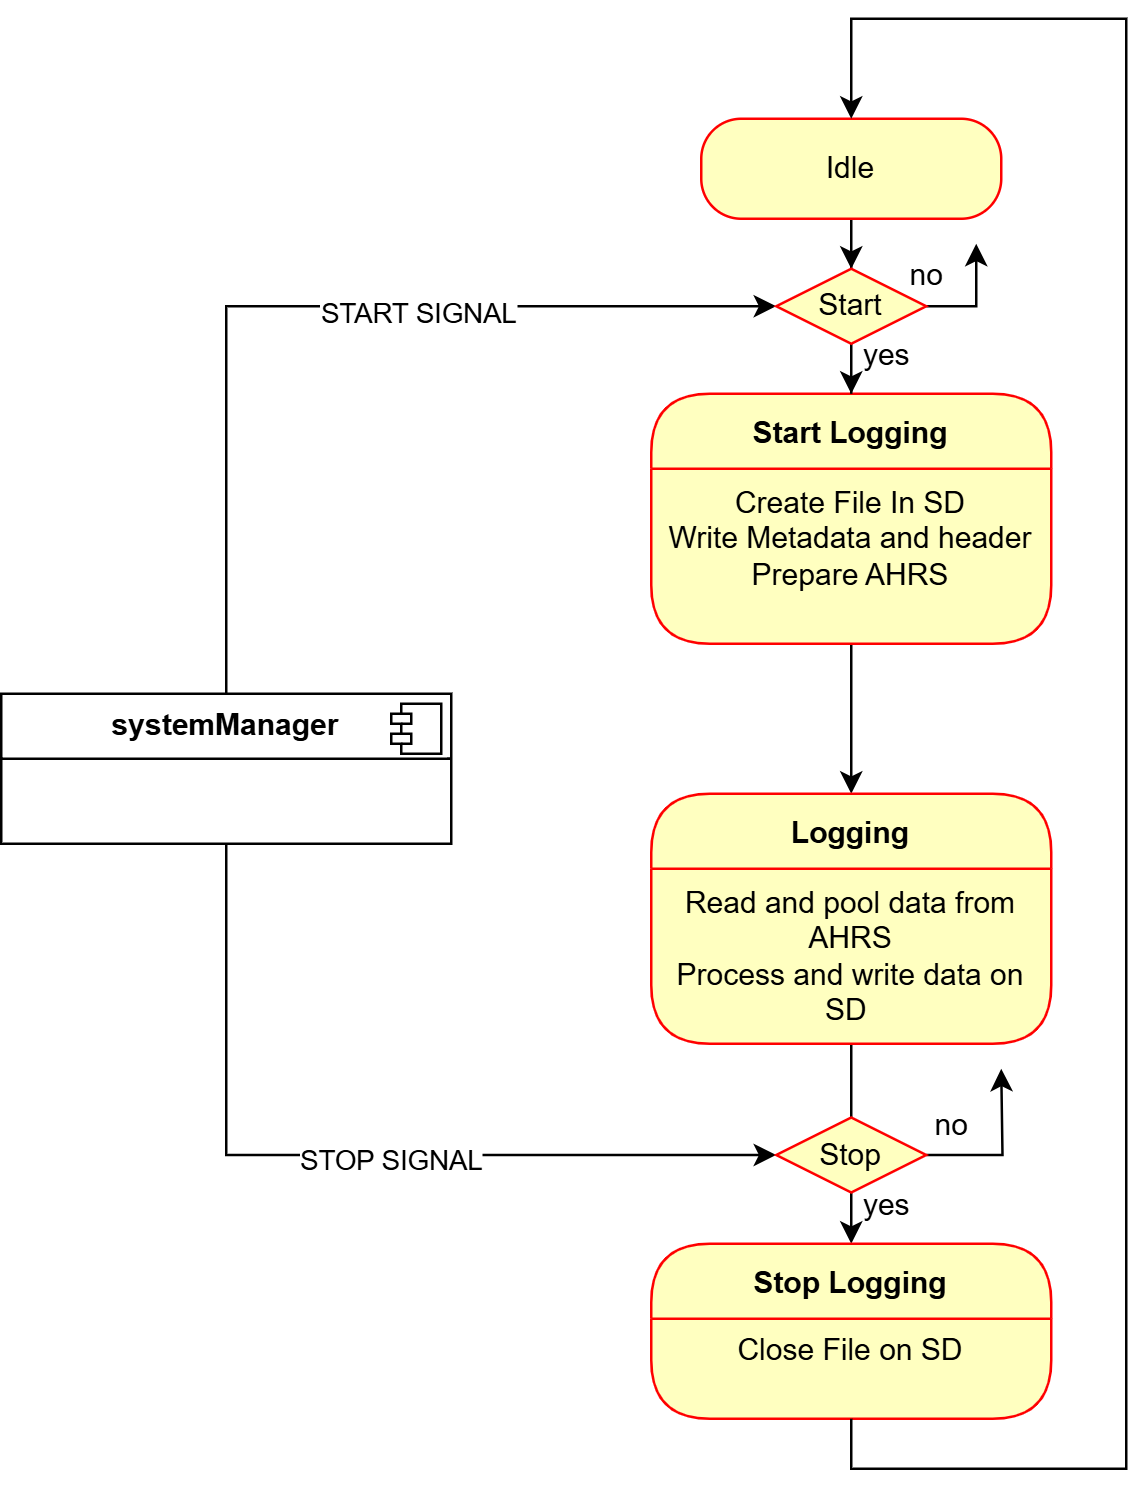 Idle
no
Start
START SIGNAL
yes
Start Logging
Create File In SD
Write Metadata and header
Prepare AHRS
systemManager
Logging
Read and pool data from
AHRS
Process and write data on
SD
no
Stop
STOP SIGNAL
yes
Stop Logging
Close File on SD